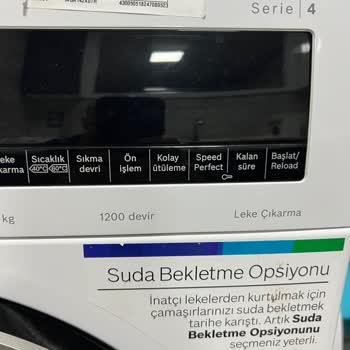 Serie | 4
Leke Sıcaklık Sıkma Ön Kolay Speed Kalan Başlat/
karma 40°C 60°C devri işlem ütüleme Perfect süre Reload
kg 1200 devir Leke Çıkarma
Suda Bekletme Opsiyonu
İnatçı lekelerden kurtulmak için
çamaşırlarınızı suda bekletmek
tarihe karıştı. Artık Suda
Bekletme Opsiyonunu
seçmeniz yeterli.